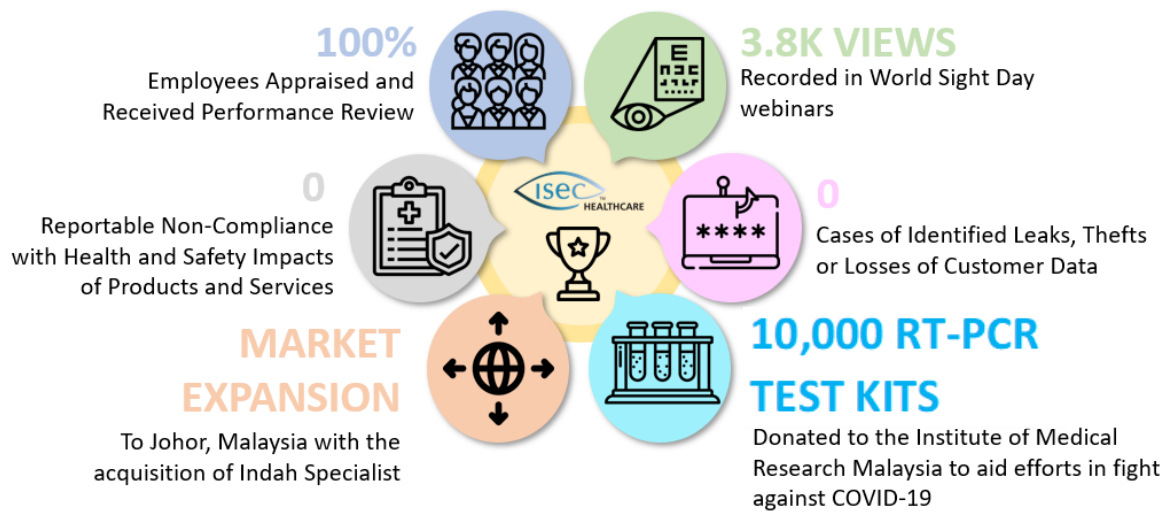 100%
Employees Appraised and
Received Performance Review
3.8K VIEWS
Recorded in World Sight Day
webinars
E
ısec
TM
HEALTHCARE
0
Reportable Non-Compliance
with Health and Safety Impacts
of Products and Services
****
0
Cases of Identified Leaks, Thefts
or Losses of Customer Data
MARKET
EXPANSION
To Johor, Malaysia with the
acquisition of Indah Specialist
10,000 RT-PCR
TEST KITS
Donated to the Institute of Medical
Research Malaysia to aid efforts in fight
against COVID-19